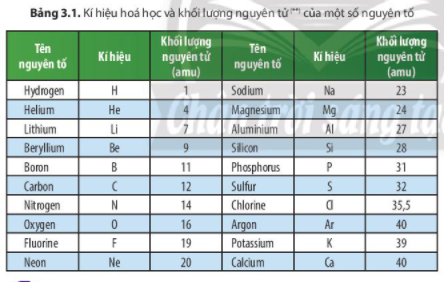 Bảng 3.1. Kí hiệu hoá học và khối lượng nguyên tử(**) của một số nguyên tố
Tên nguyên tố Kí hiệu Khối lượng nguyên tử (amu) Tên nguyên tố Kí hiệu Khối lượng nguyên tử (amu)
Hydrogen H 1 Sodium Na 23
Helium He 4 Magnesium Mg 24
Lithium Li 7 Aluminium Al 27
Beryllium Be 9 Silicon Si 28
Boron B 11 Phosphorus P 31
Carbon C 12 Sulfur S 32
Nitrogen N 14 Chlorine Cl 35,5
Oxygen O 16 Argon Ar 40
Fluorine F 19 Potassium K 39
Neon Ne 20 Calcium Ca 40